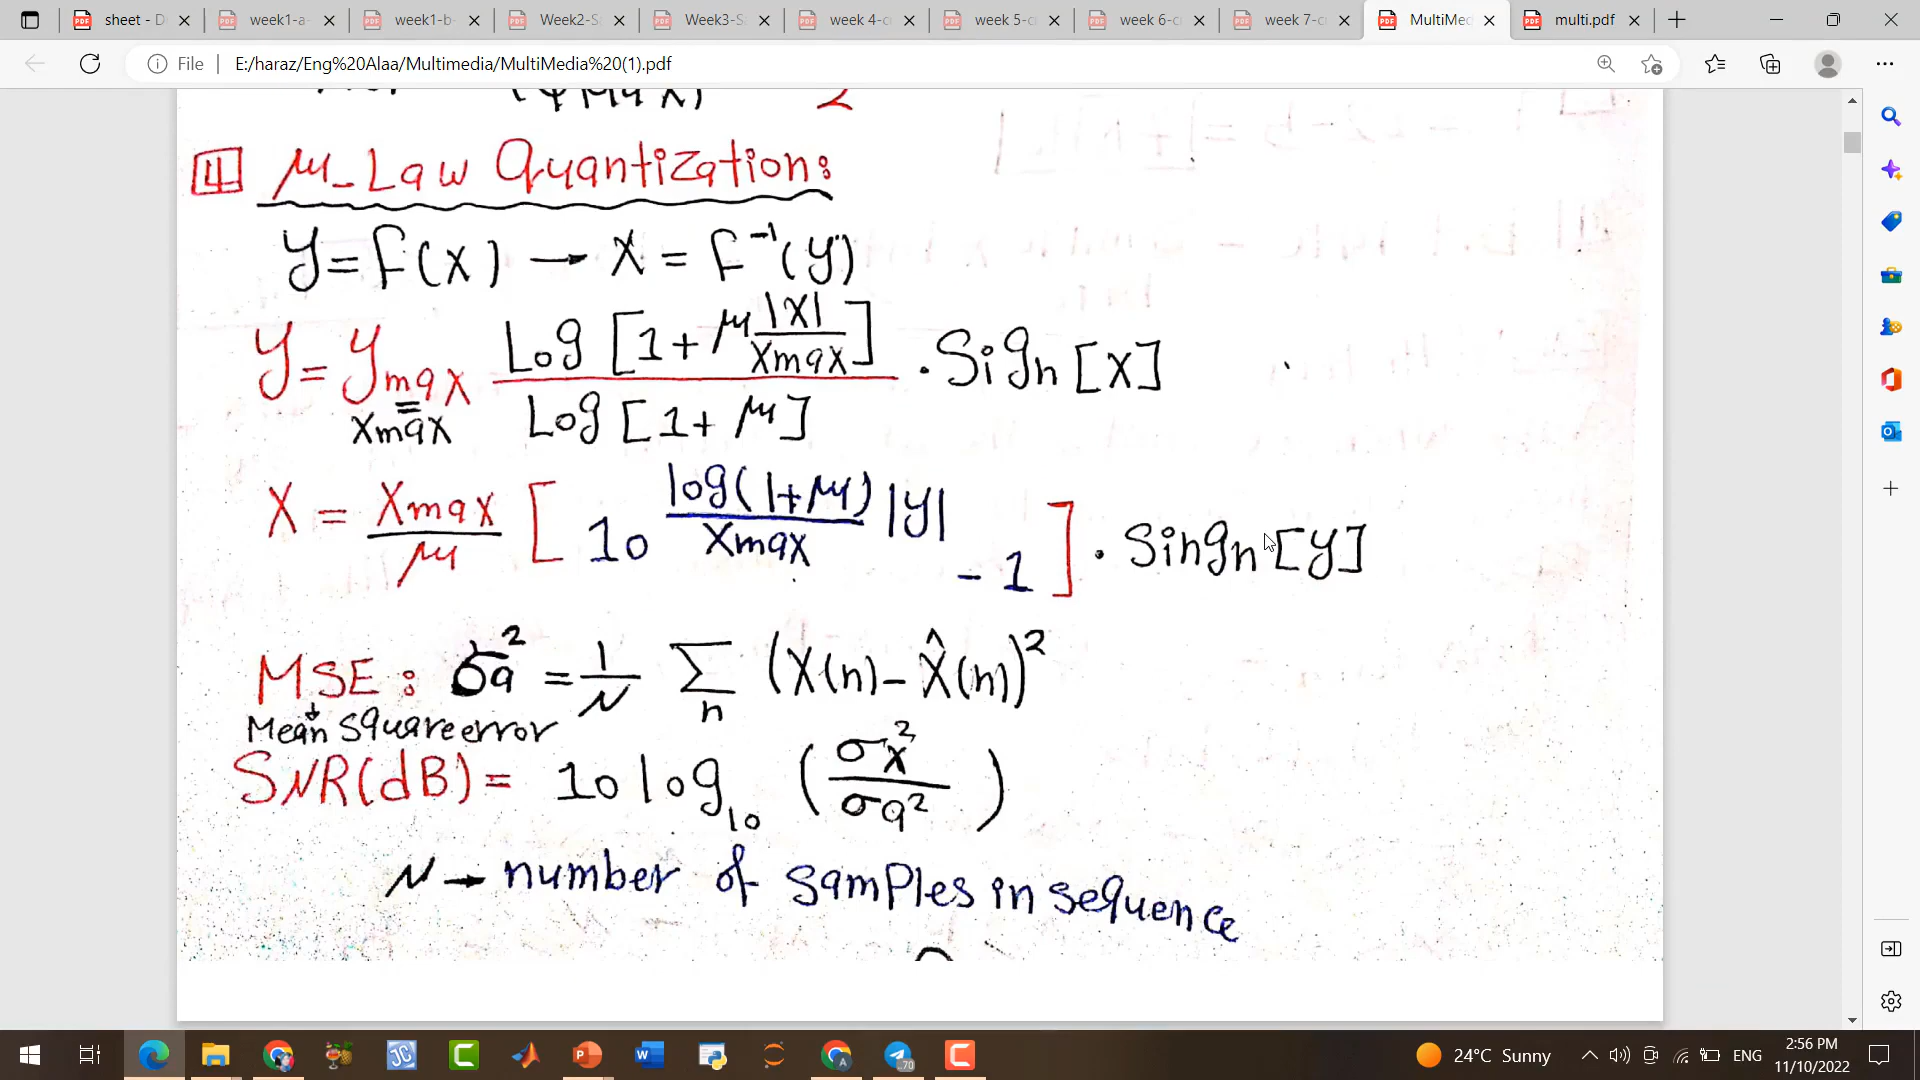 sheet - D
week1-a-
week1-b-
Week2-S
Week3-S
week 4-c
week 5-c
week 6-c
week 7-c
MultiMed
multi.pdf
File
E:/haraz/Eng%20Alaa/Multimedia/MultiMedia%20(1).pdf
4 μ-Law Quantization:
y=F(x) → x = F⁻¹(y)
y = ymax Log [1+ μ |x|/xmax] / Log [1+ μ] . Sign [x]
=
xmax
x = xmax/μ [ 10^(log(1+μ)/xmax |y|) - 1 ] . Singn [y]
MSE : σq² = 1/N Σn (x(n) - x̂(n))²
Mean square error
SNR(dB) = 10 log10 (σx²/σq²)
N → number of samples in sequence
24°C Sunny
ENG
2:56 PM
11/10/2022
70